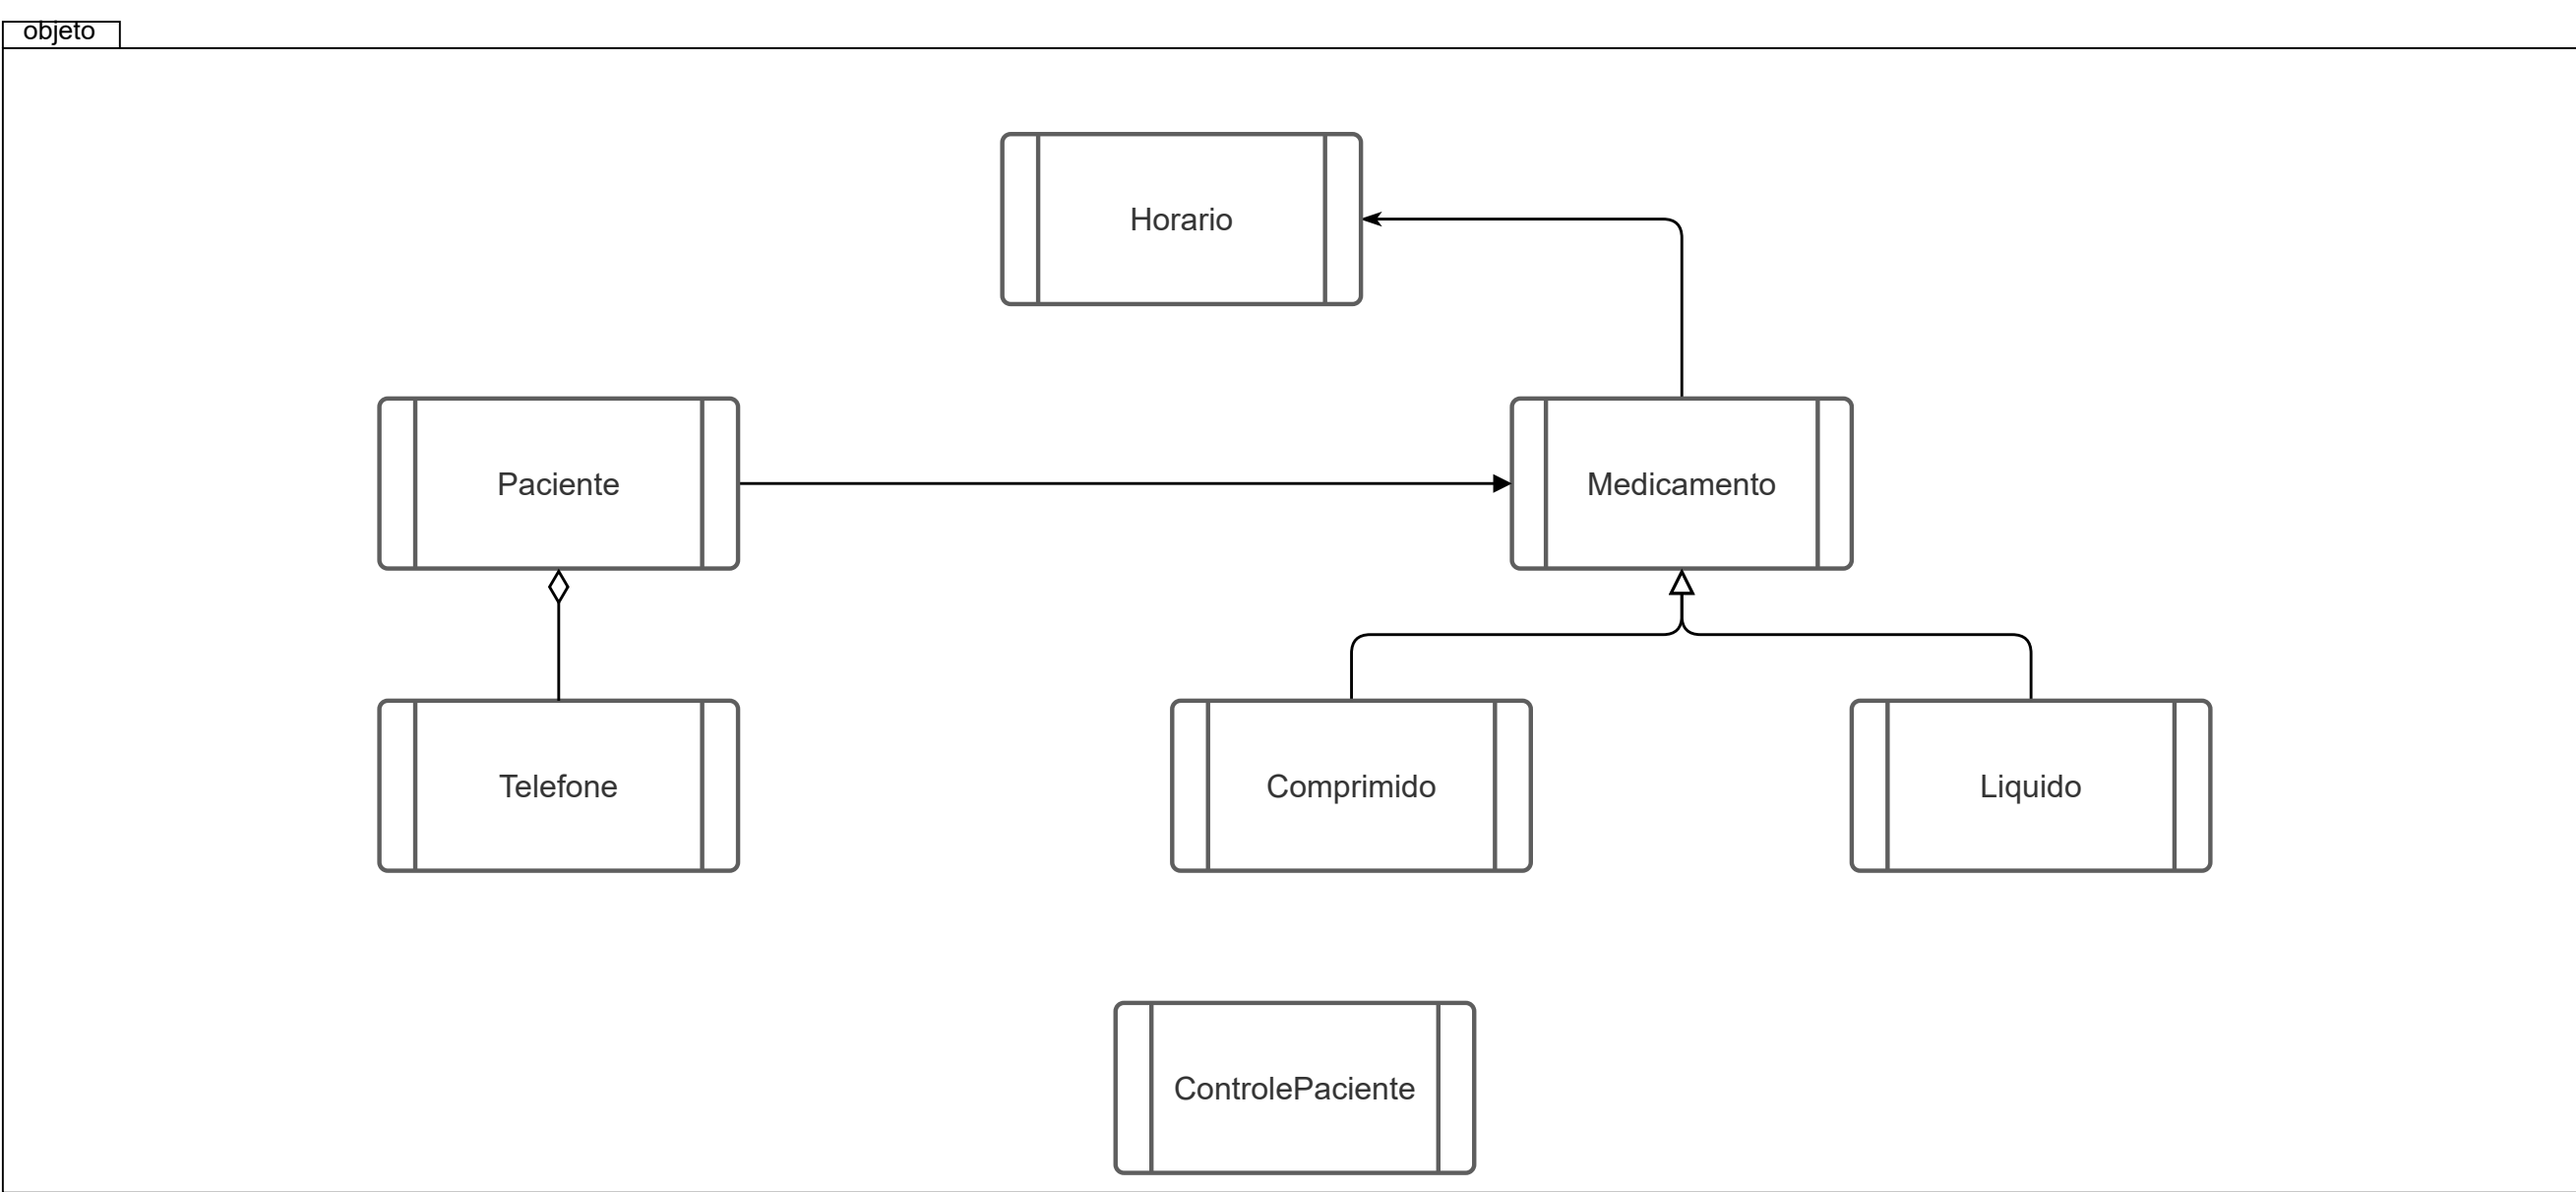 objeto
Horario
Paciente
Medicamento
Telefone
Comprimido
Liquido
ControlePaciente